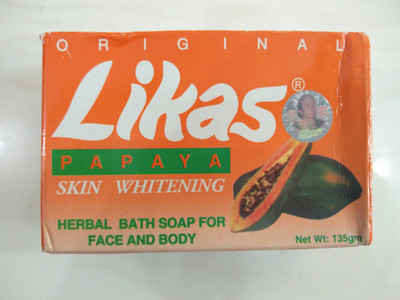 ORIGINAL
Likas®
PAPAYA
SKIN WHITENING
HERBAL BATH SOAP FOR
FACE AND BODY
Net Wt: 135gm